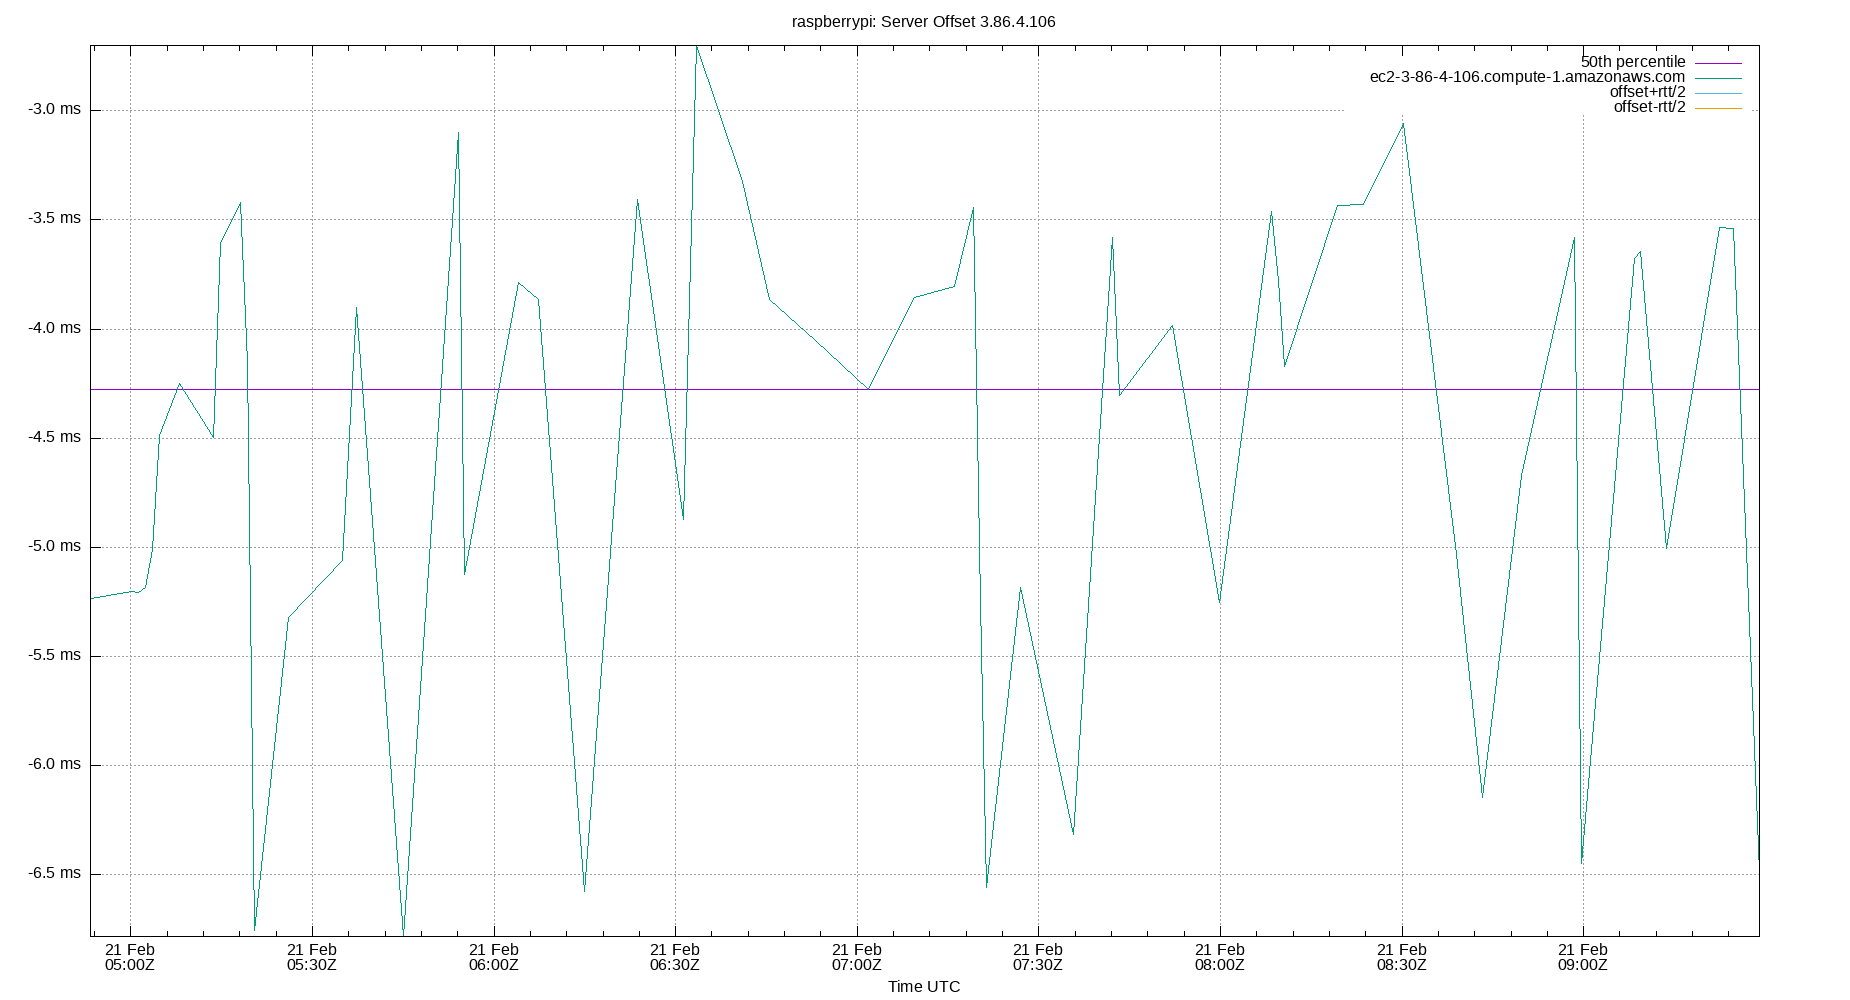 raspberrypi: Server Offset 3.86.4.106
50th percentile
ec2-3-86-4-106.compute-1.amazonaws.com
offset+rtt/2
offset-rtt/2
-3.0 ms
-3.5 ms
-4.0 ms
-4.5 ms
-5.0 ms
-5.5 ms
-6.0 ms
-6.5 ms
21 Feb 21 Feb 21 Feb 21 Feb 21 Feb 21 Feb 21 Feb 21 Feb 21 Feb
05:00Z 05:30Z 06:00Z 06:30Z 07:00Z 07:30Z 08:00Z 08:30Z 09:00Z
Time UTC